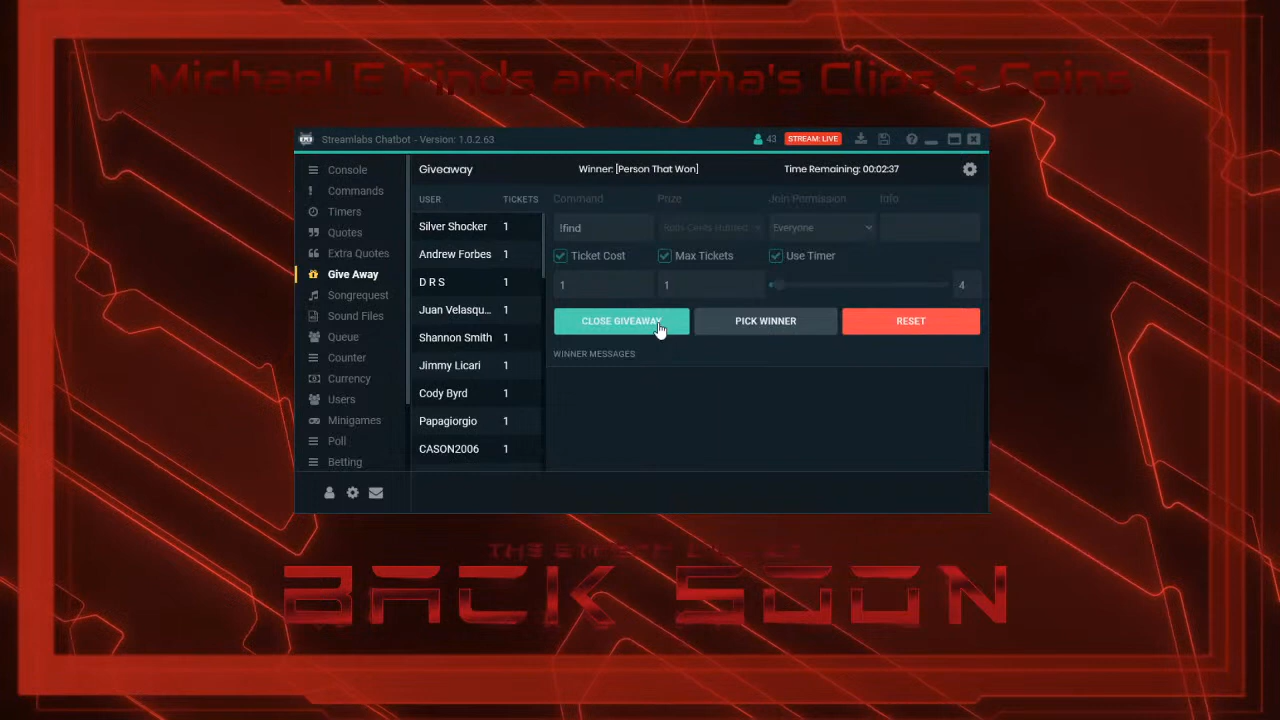 Michael E Finds and Irma's Clips & Coins
Streamlabs Chatbot - Version: 1.0.2.63
43
STREAM: LIVE
Console
Commands
Timers
Quotes
Extra Quotes
Give Away
Songrequest
Sound Files
Queue
Counter
Currency
Users
Minigames
Poll
Betting
Giveaway
Winner: [Person That Won]
Time Remaining: 00:02:37
USER TICKETS
Silver Shocker 1
Andrew Forbes 1
D R S 1
Juan Velasqu... 1
Shannon Smith 1
Jimmy Licari 1
Cody Byrd 1
Papagiorgio 1
CASON2006 1
Command Prize Join Permission Info
!find Everyone
Ticket Cost Max Tickets Use Timer
1 1 4
CLOSE GIVEAWAY PICK WINNER RESET
WINNER MESSAGES
BACK SOON